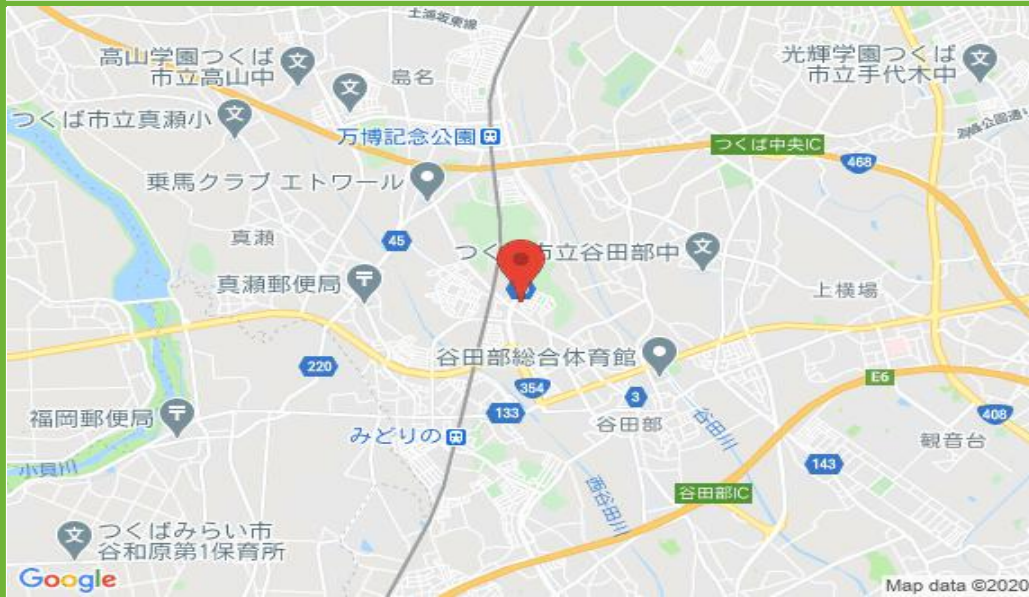 土浦坂東線
高山学園つくば
市立高山中
島名
光輝学園つくば
市立手代木中
つくば市立真瀬小
万博記念公園
つくば中央IC
468
乗馬クラブ エトワール
真瀬
45
つく
市立谷田部中
真瀬郵便局
上横場
220
谷田部総合体育館
354
E6
3
133
408
福岡郵便局
谷田部
谷田川
みどりの
観音台
143
小貝川
西谷田川
谷田部IC
つくばみらい市
谷和原第1保育所
Google
Map data ©2020